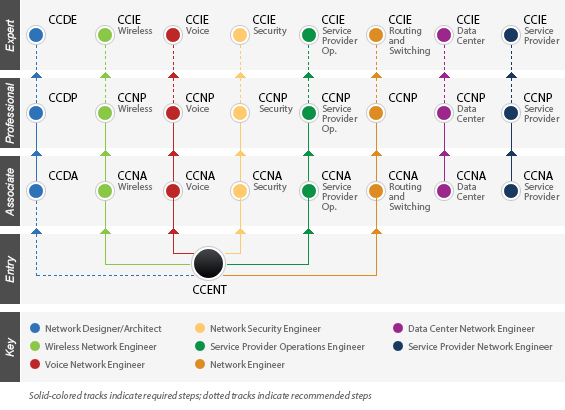 Expert
CCDE
CCIE
Wireless
CCIE
Voice
CCIE
Security
CCIE
Service
Provider
Op.
CCIE
Routing
and
Switching
CCIE
Data
Center
CCIE
Service
Provider
Professional
CCDP
CCNP
Wireless
CCNP
Voice
CCNP
Security
CCNP
Service
Provider
Op.
CCNP
CCNP
Data
Center
CCNP
Service
Provider
Associate
CCDA
CCNA
Wireless
CCNA
Voice
CCNA
Security
CCNA
Service
Provider
Op.
CCNA
Routing
and
Switching
CCNA
Data
Center
CCNA
Service
Provider
Entry
CCENT
Key
Network Designer/Architect
Wireless Network Engineer
Voice Network Engineer
Network Security Engineer
Service Provider Operations Engineer
Network Engineer
Data Center Network Engineer
Service Provider Network Engineer
Solid-colored tracks indicate required steps; dotted tracks indicate recommended steps